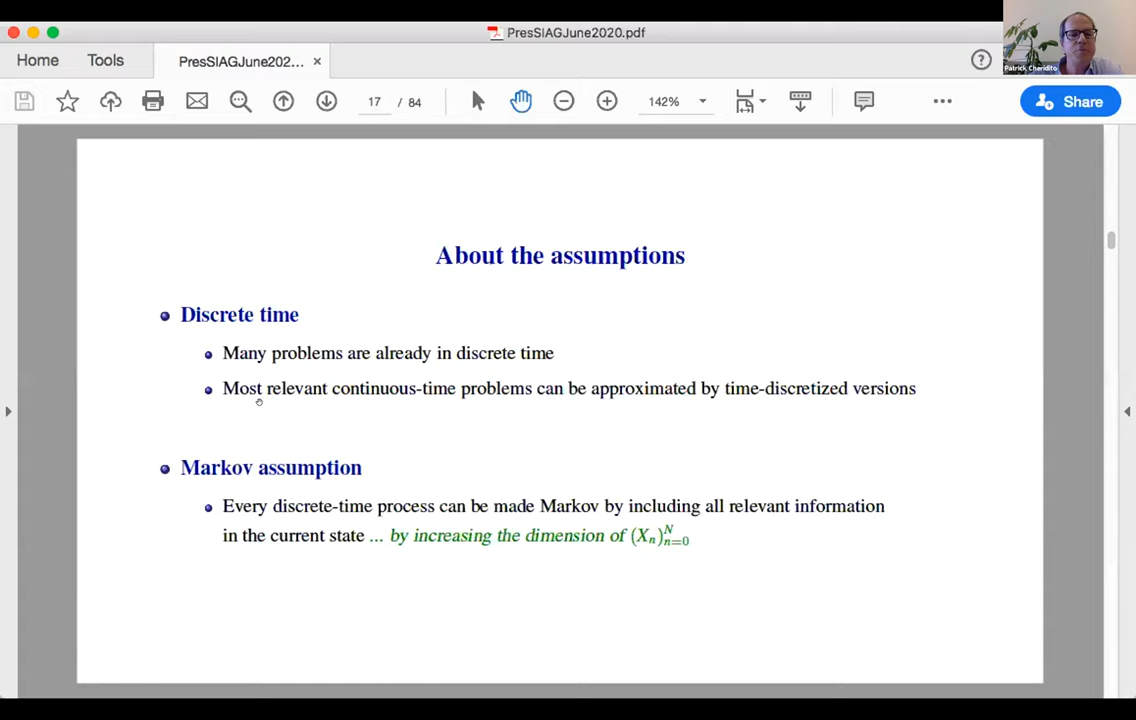 PresSIAGJune2020.pdf
Patrick Cheridito
Home
Tools
PresSIAGJune202... ×
17 / 84
142%
Share
About the assumptions
Discrete time
Many problems are already in discrete time
Most relevant continuous-time problems can be approximated by time-discretized versions
Markov assumption
Every discrete-time process can be made Markov by including all relevant information
in the current state ... by increasing the dimension of (Xₙ)ᴺₙ₌₀